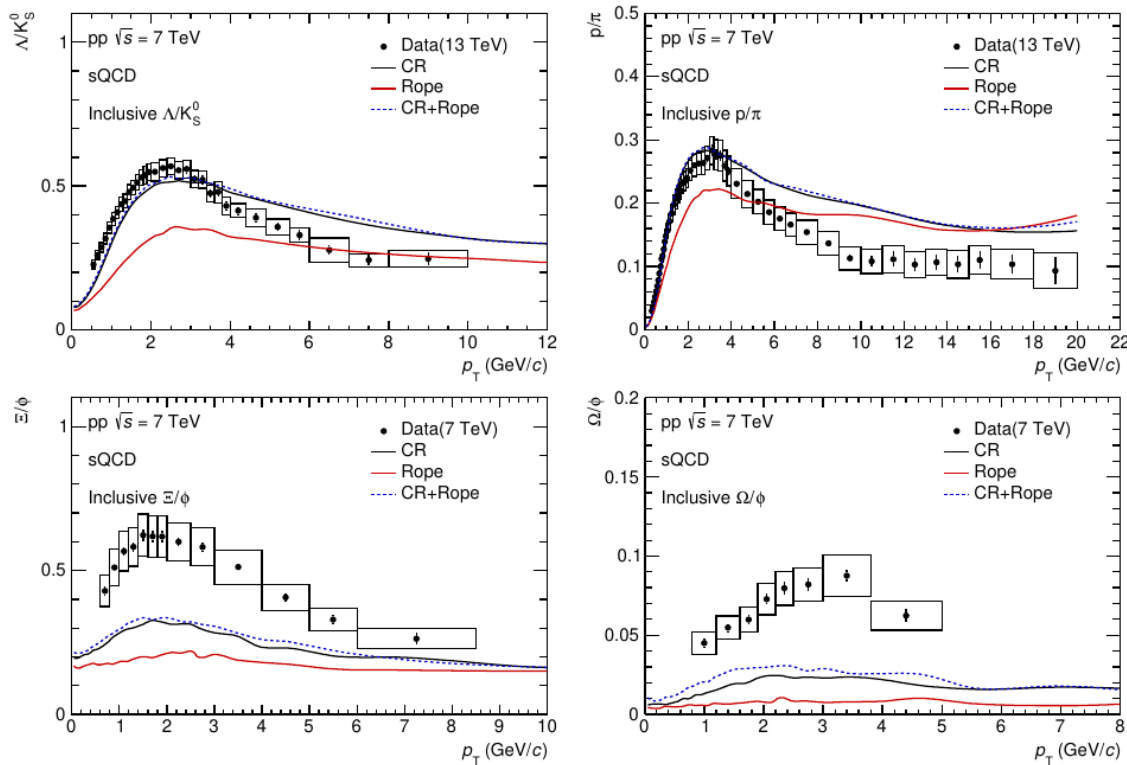 Λ/K⁰_S
1
0.5
0
pp √s = 7 TeV
sQCD
Inclusive Λ/K⁰_S
Data(13 TeV)
CR
Rope
CR+Rope
0 2 4 6 8 10 12
p_T (GeV/c)
p/π
0.5
0.4
0.3
0.2
0.1
0
pp √s = 7 TeV
sQCD
Inclusive p/π
Data(13 TeV)
CR
Rope
CR+Rope
0 2 4 6 8 10 12 14 16 18 20 22
p_T (GeV/c)
Ξ/ϕ
1
0.5
0
pp √s = 7 TeV
sQCD
Inclusive Ξ/ϕ
Data(7 TeV)
CR
Rope
CR+Rope
0 1 2 3 4 5 6 7 8 9 10
p_T (GeV/c)
Ω/ϕ
0.2
0.15
0.1
0.05
0
pp √s = 7 TeV
sQCD
Inclusive Ω/ϕ
Data(7 TeV)
CR
Rope
CR+Rope
0 1 2 3 4 5 6 7 8
p_T (GeV/c)